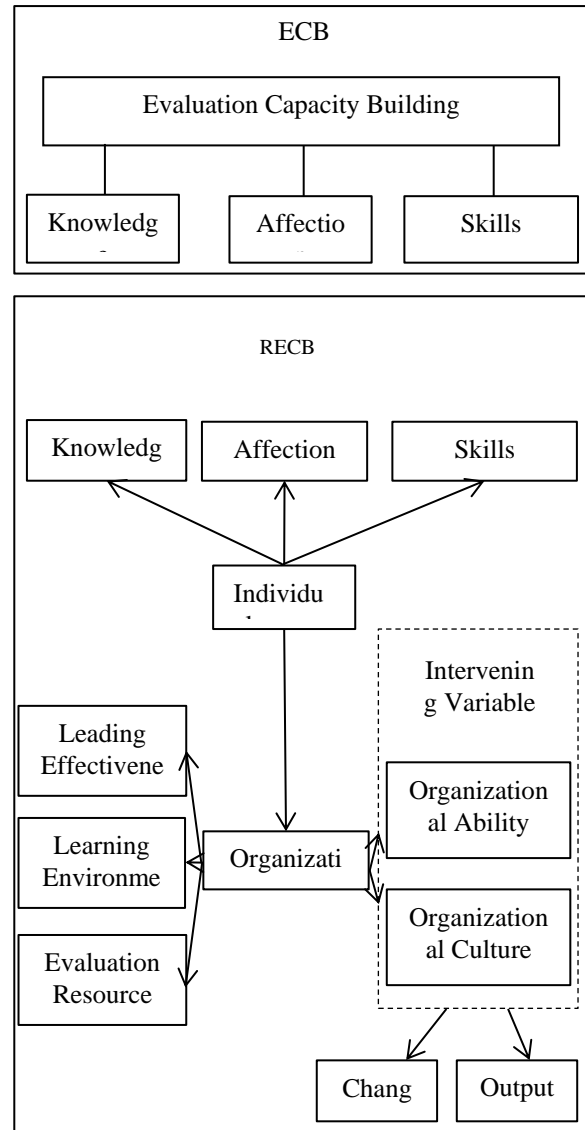 ECB
Evaluation Capacity Building
Knowledg
Affectio
Skills
RECB
Knowledg
Affection
Skills
Individu
Intervenin
g Variable
Leading
Effectivene
Organization
al Ability
Learning
Environme
Organizati
Organization
al Culture
Evaluation
Resource
Chang
Output